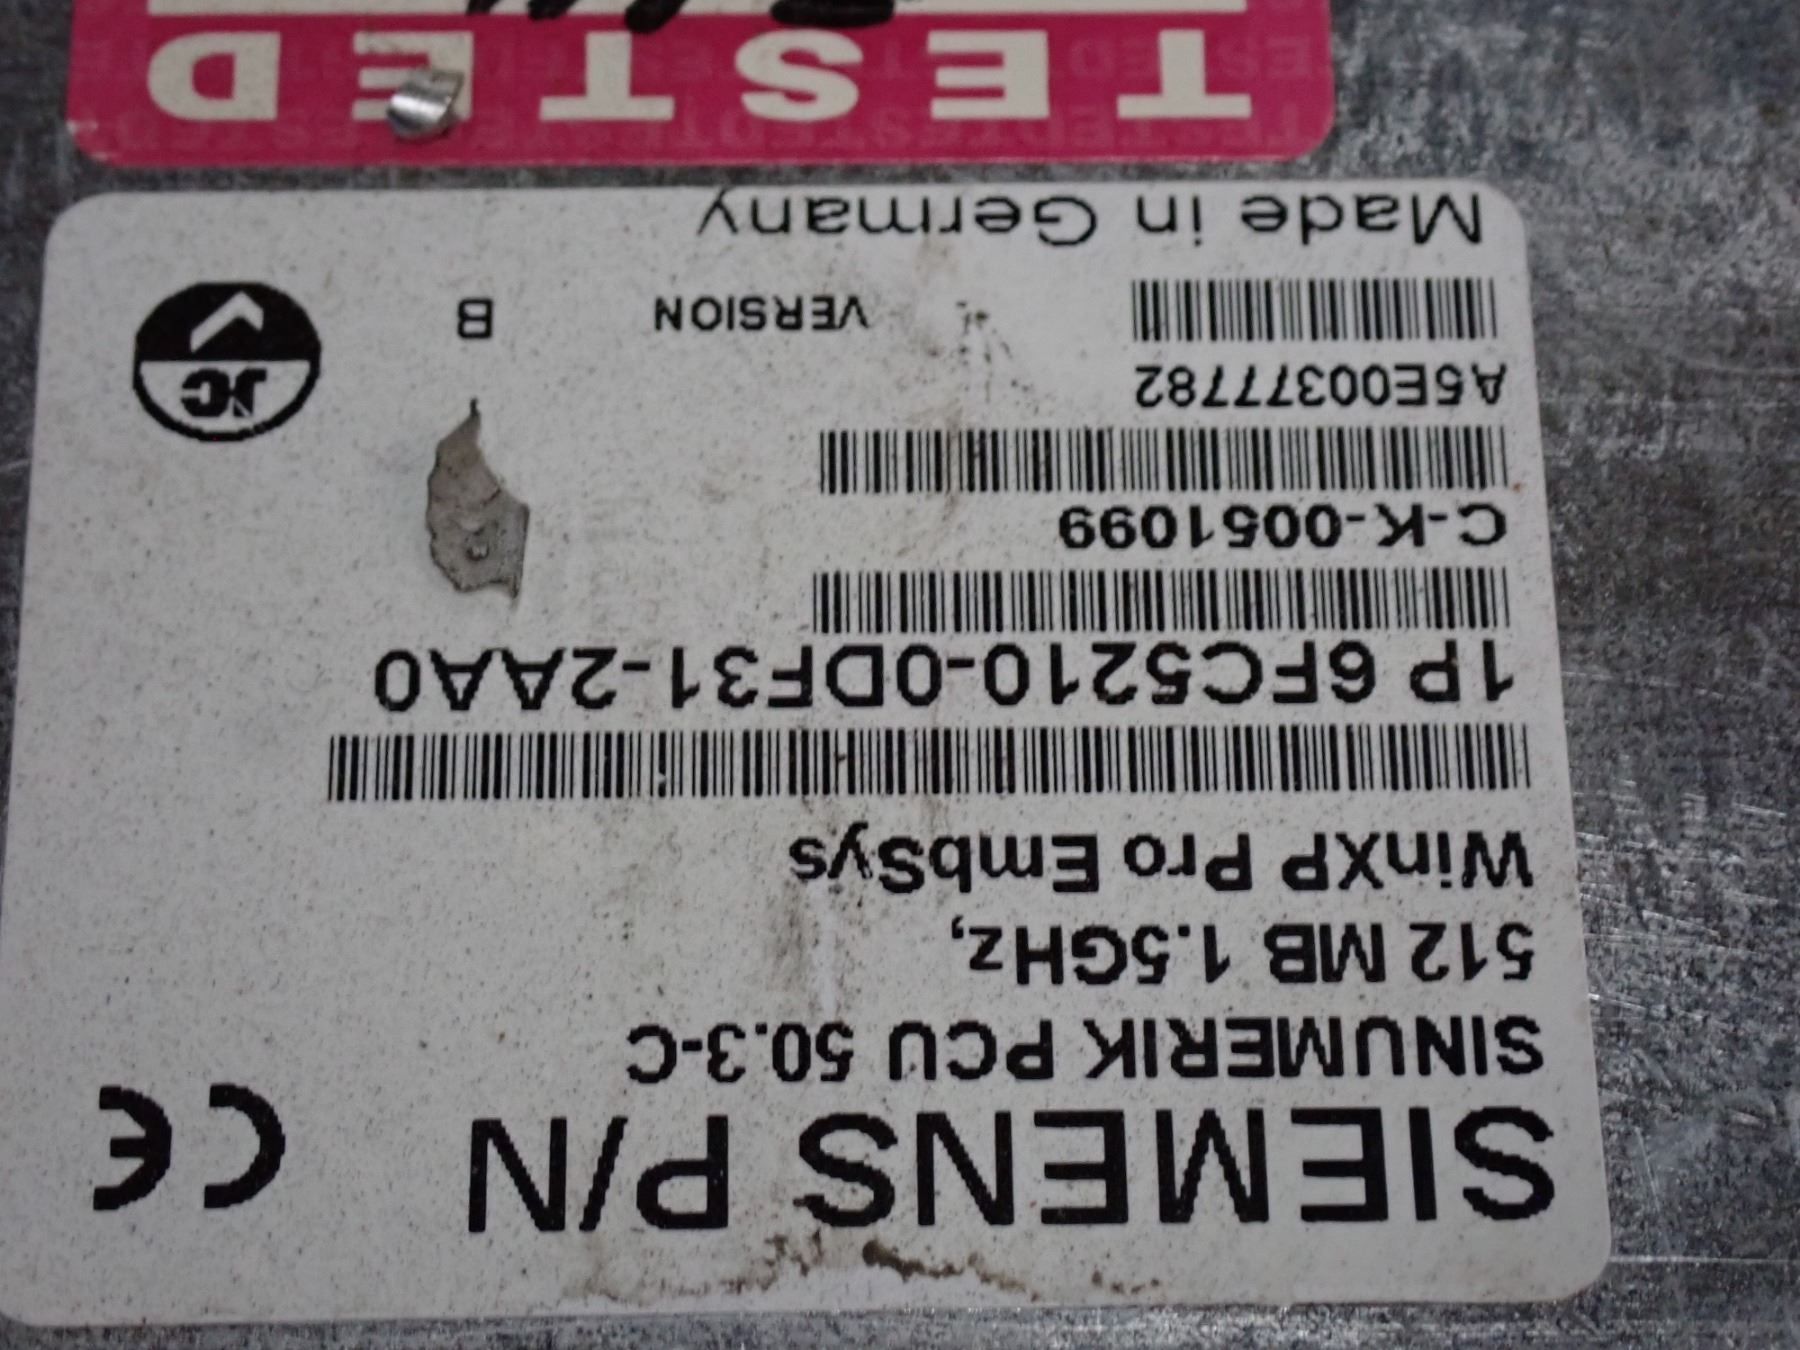 SIEMENS P/N
SINUMERIK PCU 50.3-C
512 MB 1.5GHz,
WinXP Pro EmbSys
1P 6FC5210-0DF31-2AA0
C-K-0051099
A5E00377782
VERSION B
Made in Germany
CE
JC
TESTED